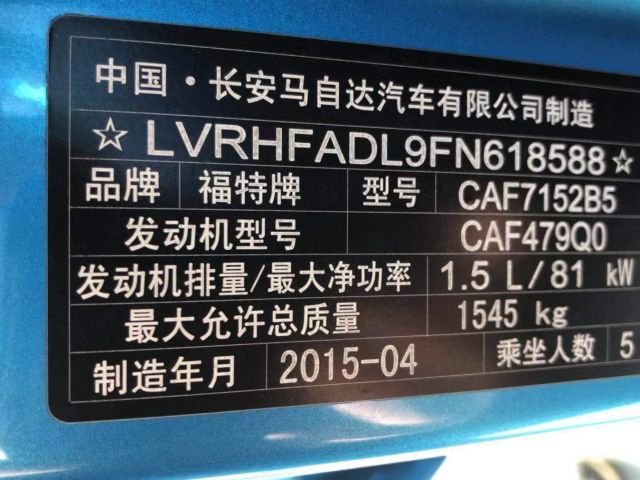 中国·长安马自达汽车有限公司制造
☆LVRHFADL9FN618588☆
品牌 福特牌 型号 CAF7152B5
发动机型号 CAF479Q0
发动机排量/最大净功率 1.5 L/81 kW
最大允许总质量 1545 kg
制造年月 2015-04 乘坐人数 5